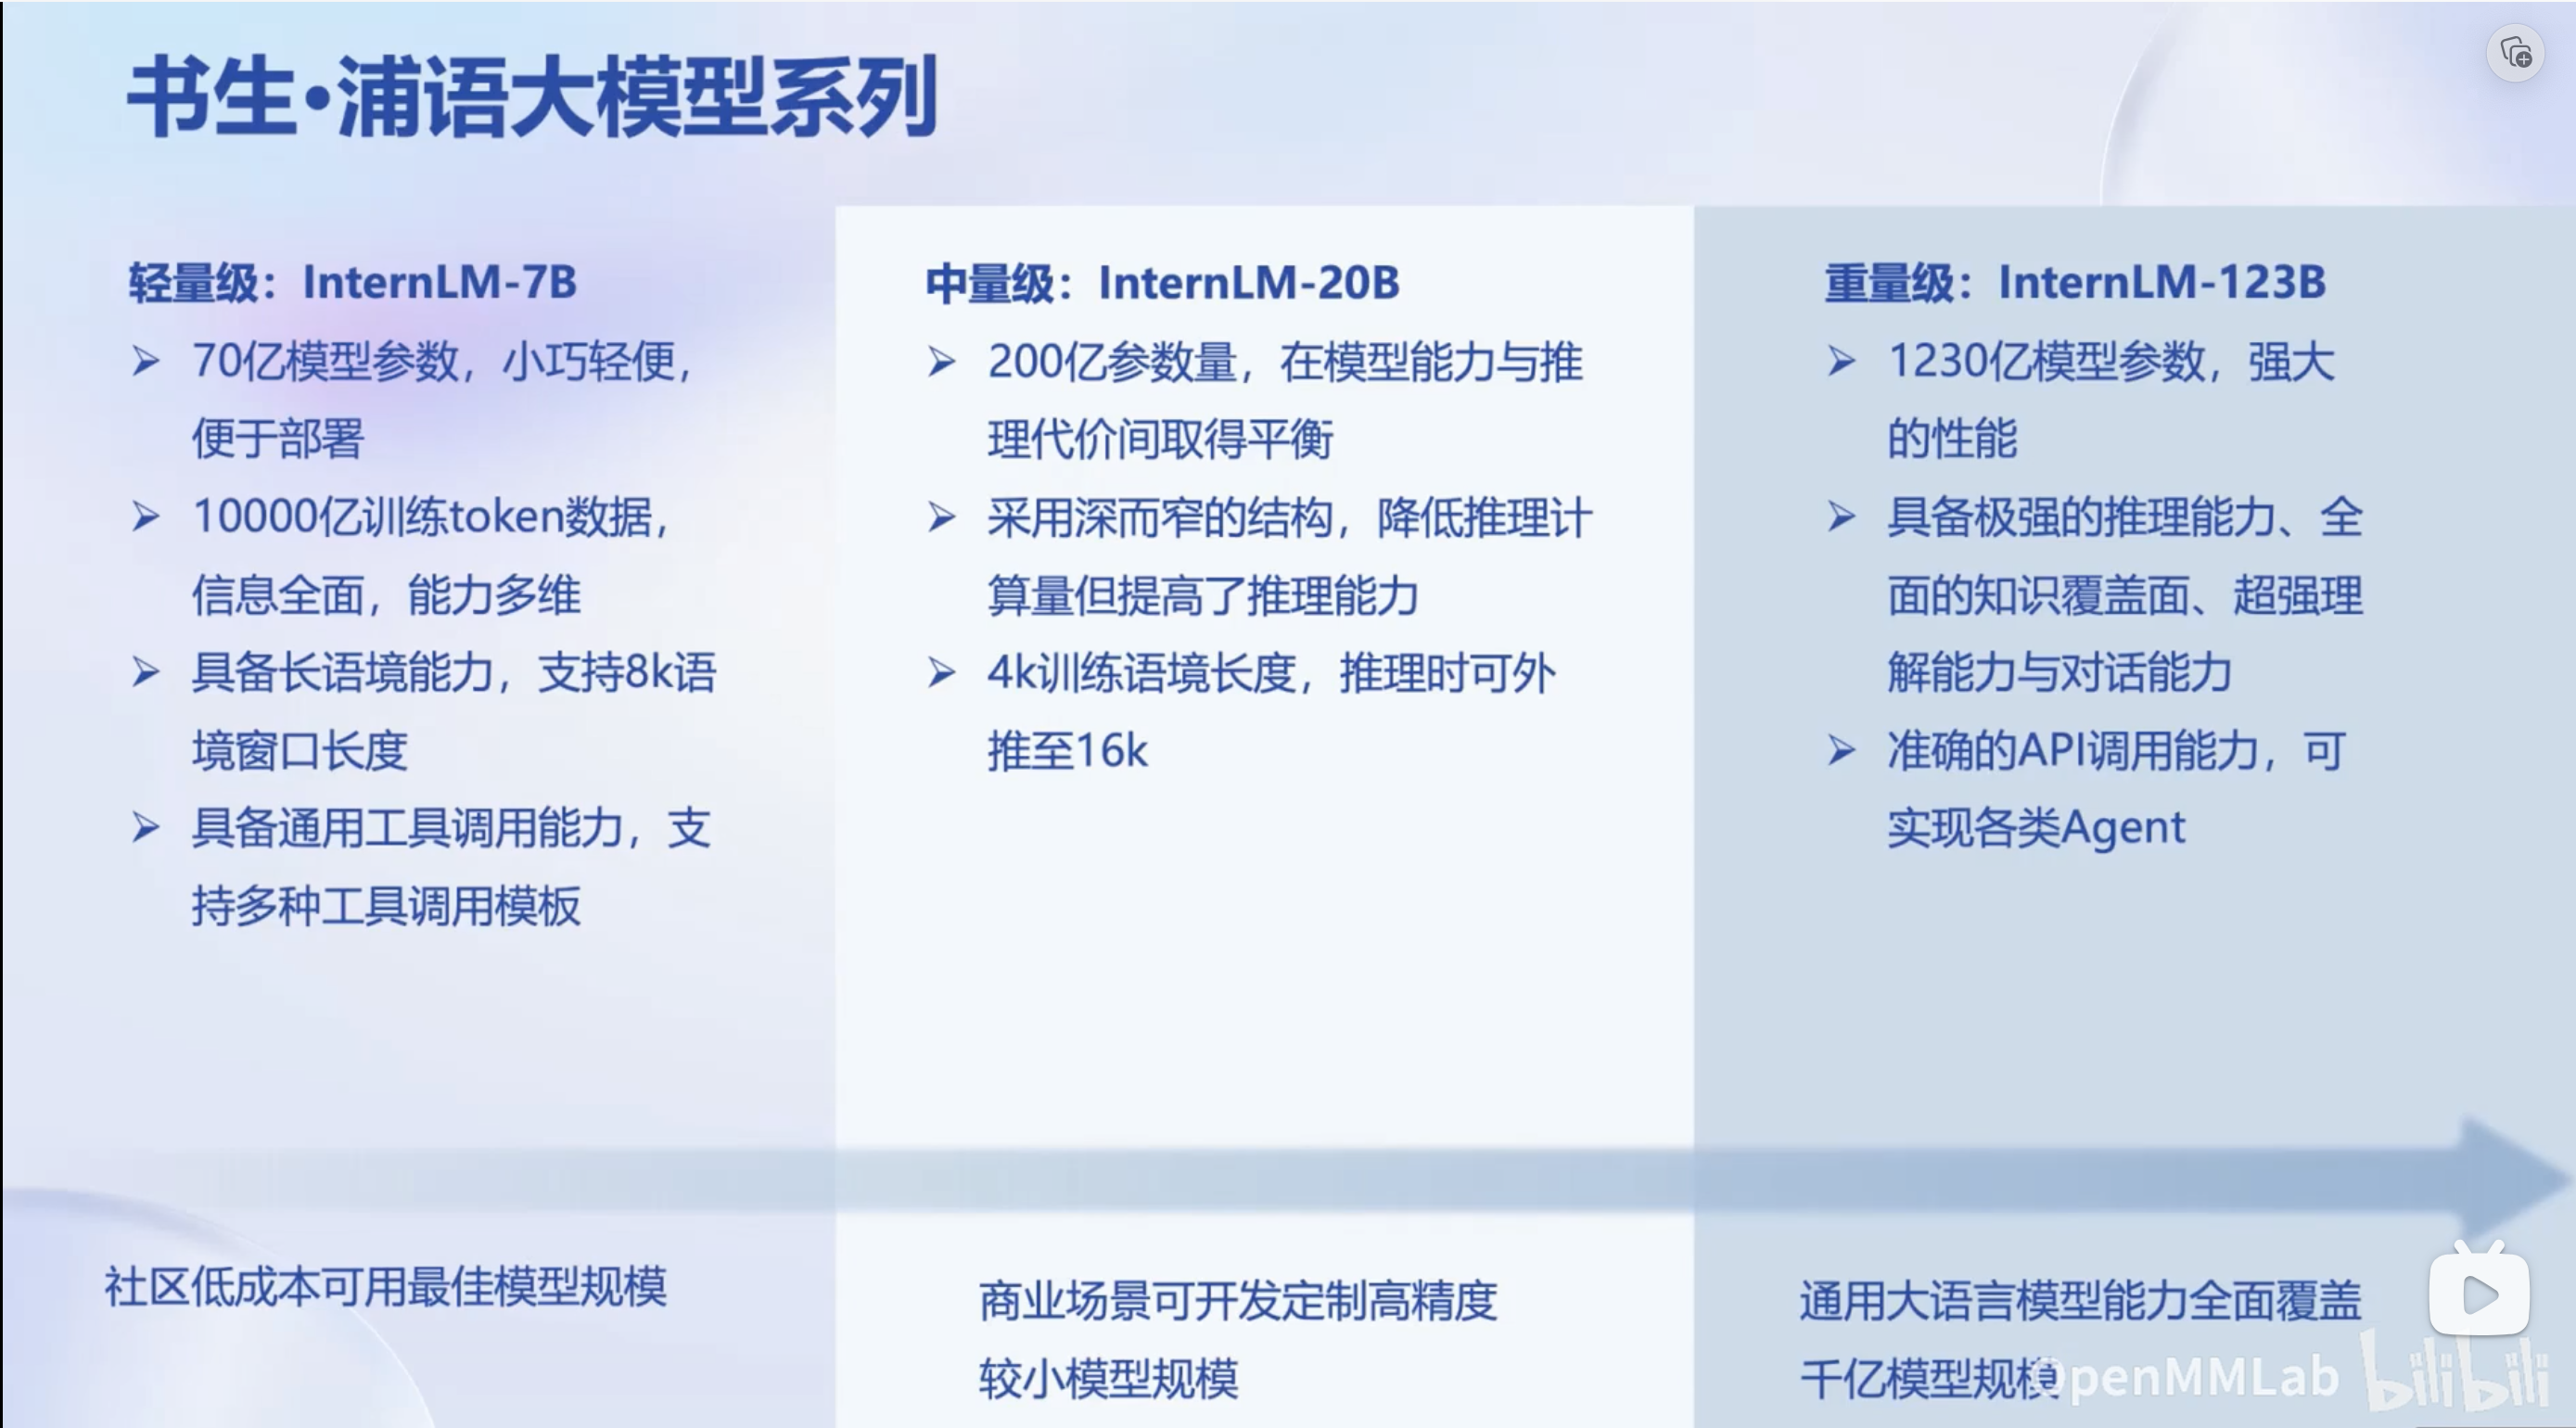 书生·浦语大模型系列
轻量级：InternLM-7B
➢ 70亿模型参数，小巧轻便，
便于部署
➢ 10000亿训练token数据，
信息全面，能力多维
➢ 具备长语境能力，支持8k语
境窗口长度
➢ 具备通用工具调用能力，支
持多种工具调用模板
社区低成本可用最佳模型规模
中量级：InternLM-20B
➢ 200亿参数量，在模型能力与推
理代价间取得平衡
➢ 采用深而窄的结构，降低推理计
算量但提高了推理能力
➢ 4k训练语境长度，推理时可外
推至16k
商业场景可开发定制高精度
较小模型规模
重量级：InternLM-123B
➢ 1230亿模型参数，强大
的性能
➢ 具备极强的推理能力、全
面的知识覆盖面、超强理
解能力与对话能力
➢ 准确的API调用能力，可
实现各类Agent
通用大语言模型能力全面覆盖
千亿模型规模
OpenMMLab bilibili